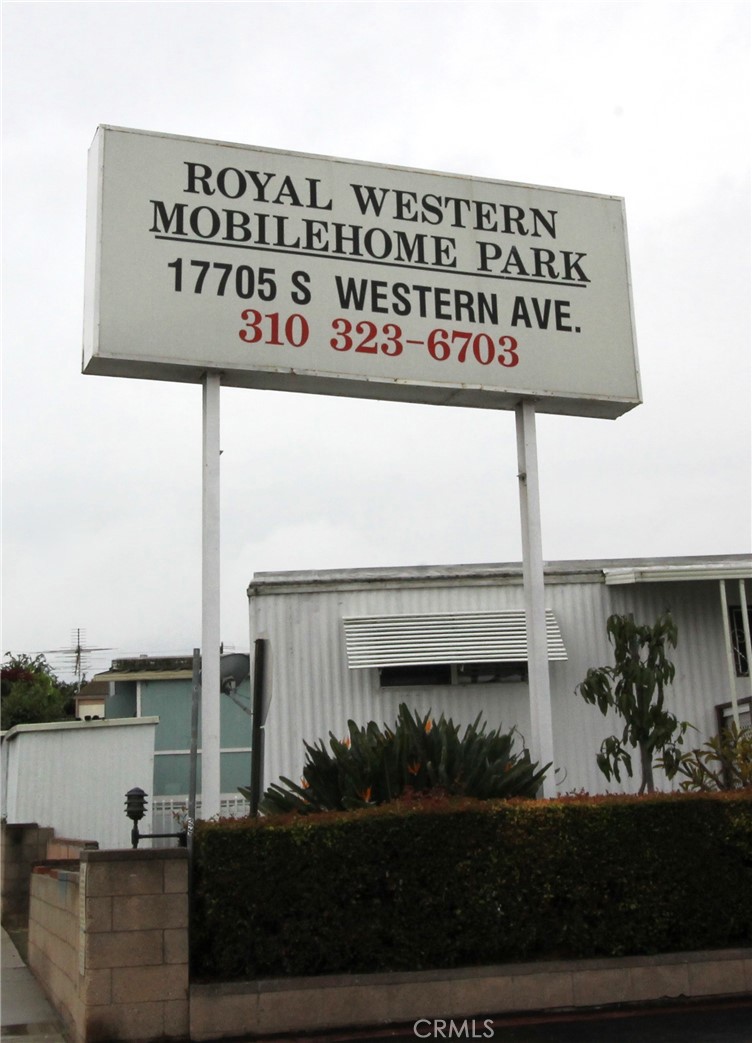 ROYAL WESTERN
MOBILEHOME PARK
17705 S WESTERN AVE.
310 323-6703
CRMLS